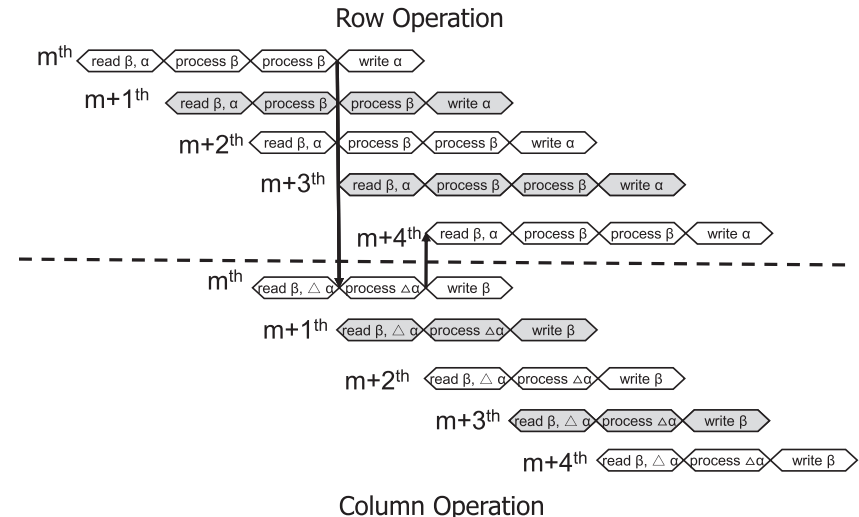 Row Operation
mᵗʰ read β, α process β process β write α
m+1ᵗʰ read β, α process β process β write α
m+2ᵗʰ read β, α process β process β write α
m+3ᵗʰ read β, α process β process β write α
m+4ᵗʰ read β, α process β process β write α
mᵗʰ read β, △ α process △α write β
m+1ᵗʰ read β, △ α process △α write β
m+2ᵗʰ read β, △ α process △α write β
m+3ᵗʰ read β, △ α process △α write β
m+4ᵗʰ read β, △ α process △α write β
Column Operation